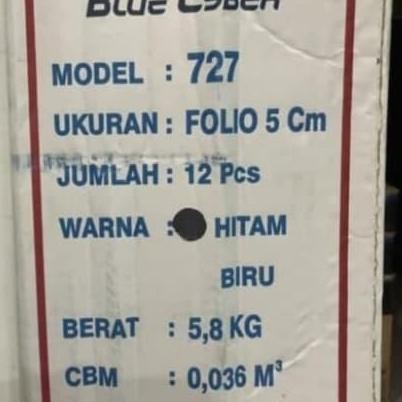 BLUE CYBER
MODEL : 727
UKURAN : FOLIO 5 Cm
JUMLAH : 12 Pcs
WARNA : HITAM
BIRU
BERAT : 5,8 KG
CBM : 0,036 M³